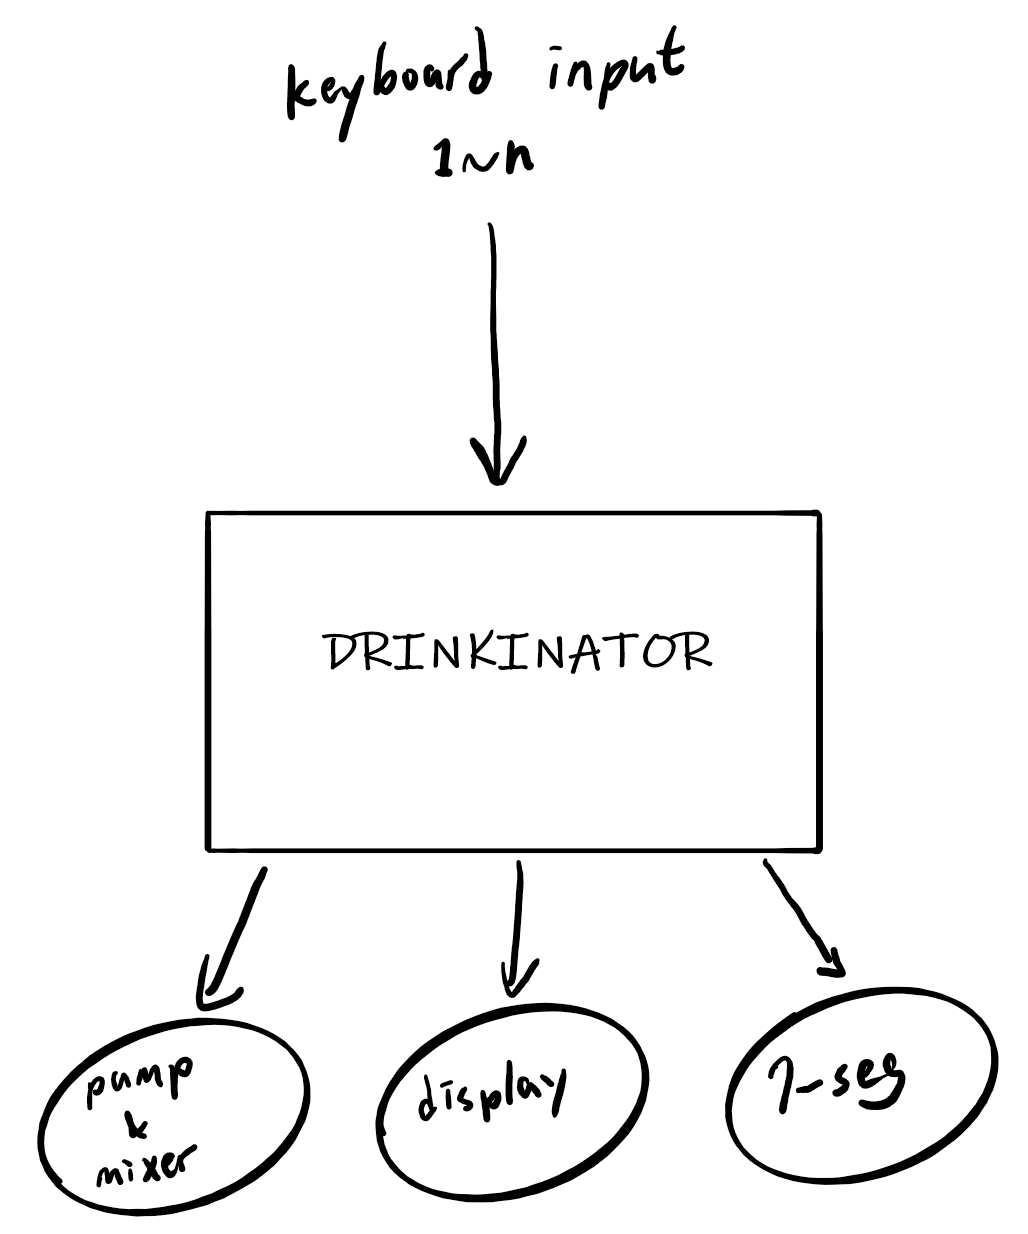 keyboard input
1~n
DRINKINATOR
pump
&
mixer
display
7-seg